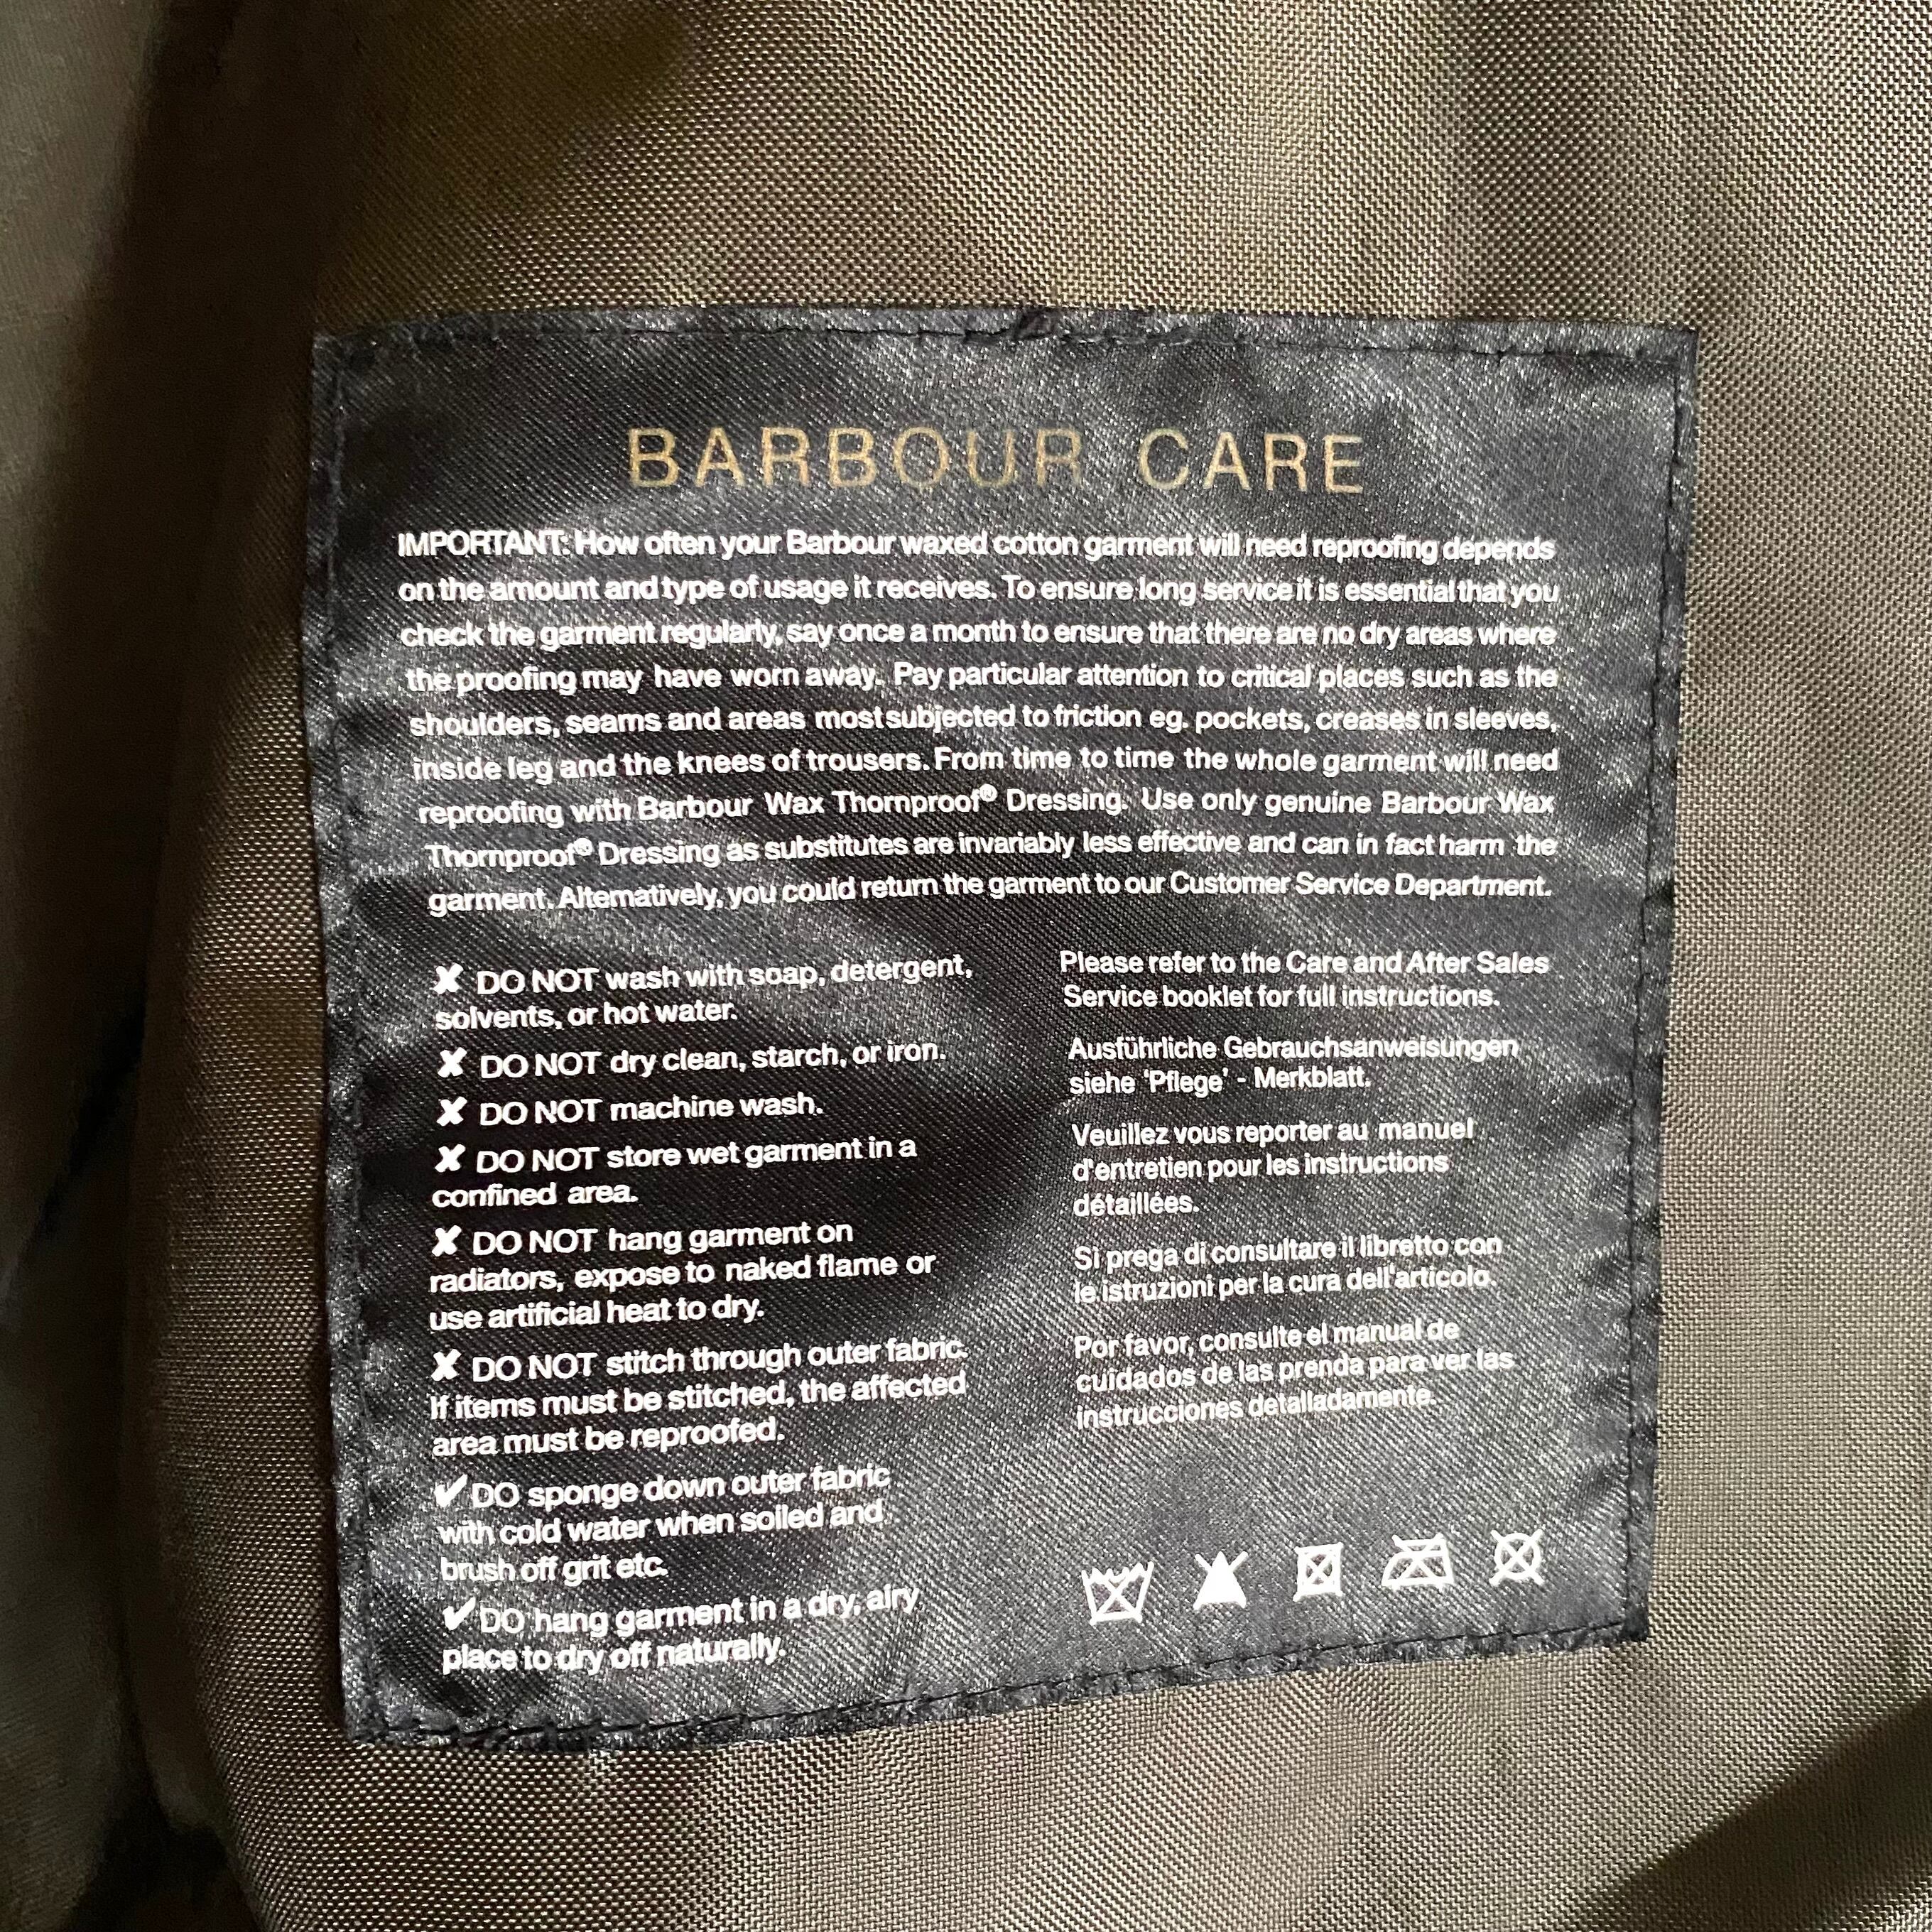 BARBOUR CARE
IMPORTANT: How often your Barbour waxed cotton garment will need reproofing depends
on the amount and type of usage it receives. To ensure long service it is essential that you
check the garment regularly, say once a month to ensure that there are no dry areas where
the proofing may have worn away. Pay particular attention to critical places such as the
shoulders, seams and areas most subjected to friction eg. pockets, creases in sleeves,
inside leg and the knees of trousers. From time to time the whole garment will need
reproofing with Barbour Wax Thornproof® Dressing. Use only genuine Barbour Wax
Thornproof® Dressing as substitutes are invariably less effective and can in fact harm the
garment. Alternatively, you could return the garment to our Customer Service Department.
✘ DO NOT wash with soap, detergent,
solvents, or hot water.
✘ DO NOT dry clean, starch, or iron.
✘ DO NOT machine wash.
✘ DO NOT store wet garment in a
confined area.
✘ DO NOT hang garment on
radiators, expose to naked flame or
use artificial heat to dry.
✘ DO NOT stitch through outer fabric.
If items must be stitched, the affected
area must be reproofed.
✔DO sponge down outer fabric
with cold water when soiled and
brush off grit etc.
✔DO hang garment in a dry, airy
place to dry off naturally.
Please refer to the Care and After Sales
Service booklet for full instructions.
Ausführliche Gebrauchsanweisungen
siehe 'Pflege' - Merkblatt.
Veuillez vous reporter au manuel
d'entretien pour les instructions
détaillées.
Si prega di consultare il libretto con
le istruzioni per la cura dell'articolo.
Por favor, consulte el manual de
cuidados de las prenda para ver las
instrucciones detalladamente.